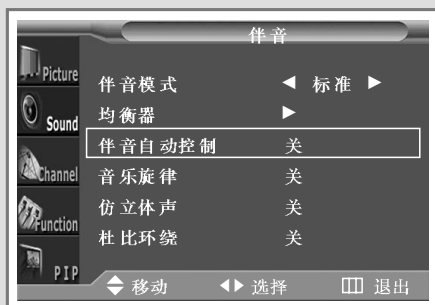 伴音
Picture
Sound
Channel
Function
PIP
伴音模式 ◀ 标准 ▶
均衡器 ▶
伴音自动控制 关
音乐旋律 关
仿立体声 关
杜比环绕 关
移动 选择 退出